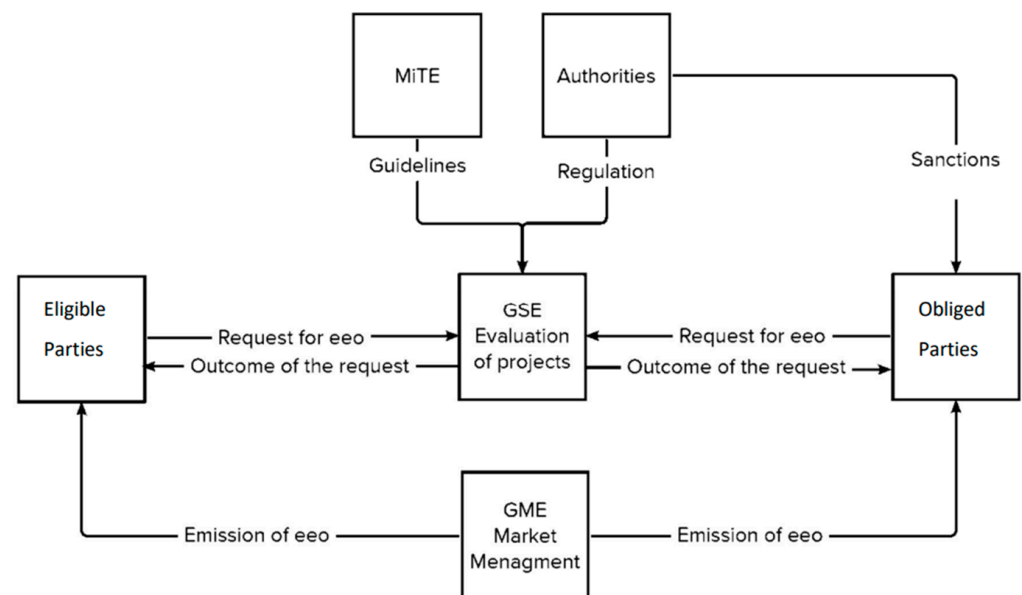 MiTE
Authorities
Guidelines
Regulation
Sanctions
Eligible
Parties
GSE
Evaluation
of projects
Obliged
Parties
Request for eeo
Request for eeo
Outcome of the request
Outcome of the request
GME
Market
Menagment
Emission of eeo
Emission of eeo